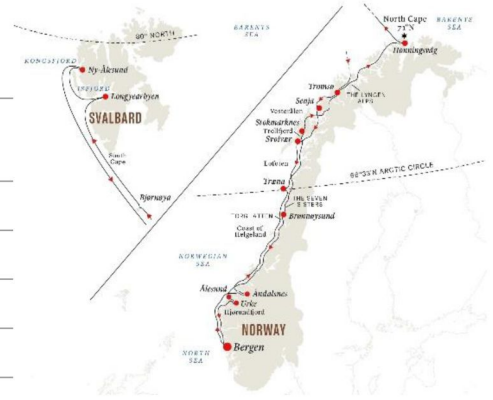 80° NORTH
BARENTS
SEA
KONGSFJORD
Ny-Ålesund
ISFJORD
Longyearbyen
SVALBARD
South
Cape
Bjørnøya
North Cape
71°N
BARENTS
SEA
Honningsvåg
Tromsø
THE LYNGEN
ALPS
Senja
Vesterålen
Stokmarknes
Trollfjord
Svolvær
Lofoten
66°33'N ARCTIC CIRCLE
Træna
THE SEVEN
SISTERS
TORGHATTEN
Brønnøysund
Coast of
Helgeland
NORWEGIAN
SEA
Ålesund
Åndalsnes
Urke
Hjørundfjord
NORWAY
NORTH
SEA
Bergen